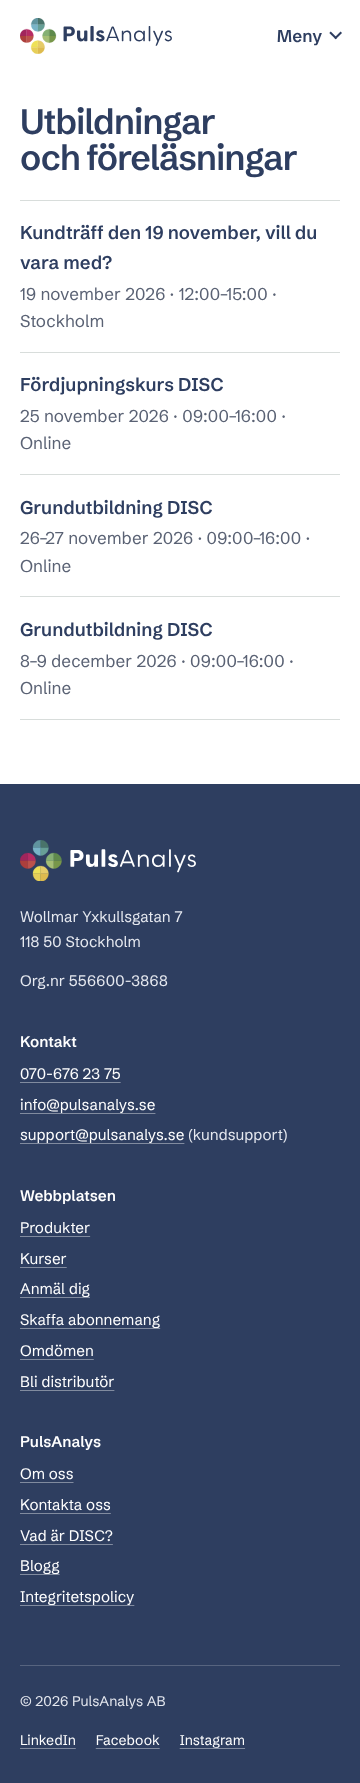 PulsAnalys
Meny
Utbildningar
och föreläsningar
Kundträff den 19 november, vill du
vara med?
19 november 2026 · 12:00–15:00 ·
Stockholm
Fördjupningskurs DISC
25 november 2026 · 09:00–16:00 ·
Online
Grundutbildning DISC
26–27 november 2026 · 09:00–16:00 ·
Online
Grundutbildning DISC
8–9 december 2026 · 09:00–16:00 ·
Online
PulsAnalys
Wollmar Yxkullsgatan 7
118 50 Stockholm
Org.nr 556600-3868
Kontakt
070-676 23 75
info@pulsanalys.se
support@pulsanalys.se (kundsupport)
Webbplatsen
Produkter
Kurser
Anmäl dig
Skaffa abonnemang
Omdömen
Bli distributör
PulsAnalys
Om oss
Kontakta oss
Vad är DISC?
Blogg
Integritetspolicy
© 2026 PulsAnalys AB
LinkedIn Facebook Instagram